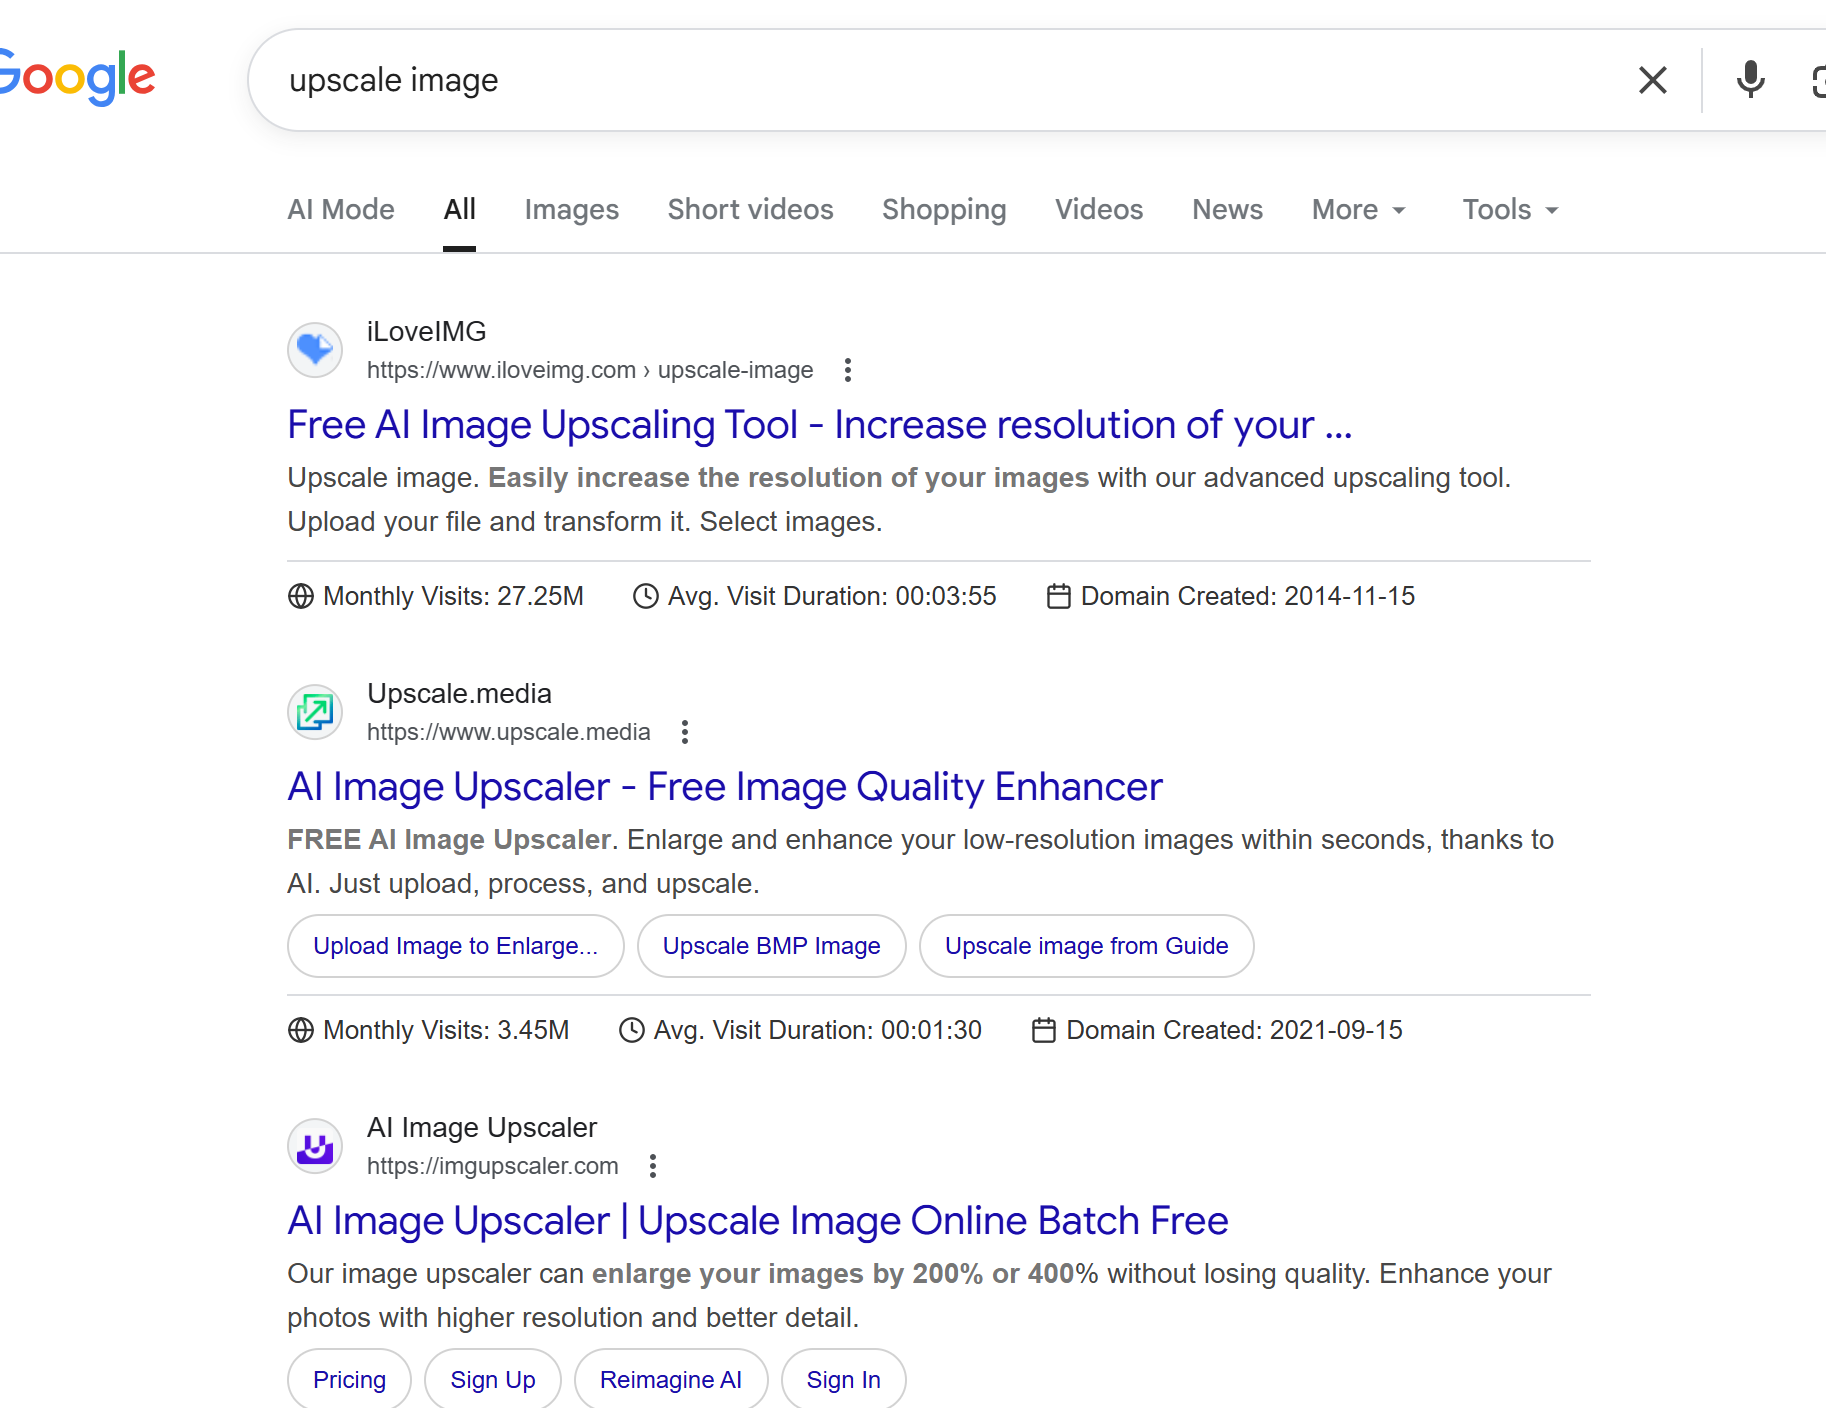 Google
upscale image
AI Mode All Images Short videos Shopping Videos News More Tools
iLoveIMG
https://www.iloveimg.com › upscale-image
Free AI Image Upscaling Tool - Increase resolution of your ...
Upscale image. Easily increase the resolution of your images with our advanced upscaling tool.
Upload your file and transform it. Select images.
Monthly Visits: 27.25M Avg. Visit Duration: 00:03:55 Domain Created: 2014-11-15
Upscale.media
https://www.upscale.media
AI Image Upscaler - Free Image Quality Enhancer
FREE AI Image Upscaler. Enlarge and enhance your low-resolution images within seconds, thanks to
AI. Just upload, process, and upscale.
Upload Image to Enlarge... Upscale BMP Image Upscale image from Guide
Monthly Visits: 3.45M Avg. Visit Duration: 00:01:30 Domain Created: 2021-09-15
AI Image Upscaler
https://imgupscaler.com
AI Image Upscaler | Upscale Image Online Batch Free
Our image upscaler can enlarge your images by 200% or 400% without losing quality. Enhance your
photos with higher resolution and better detail.
Pricing Sign Up Reimagine AI Sign In